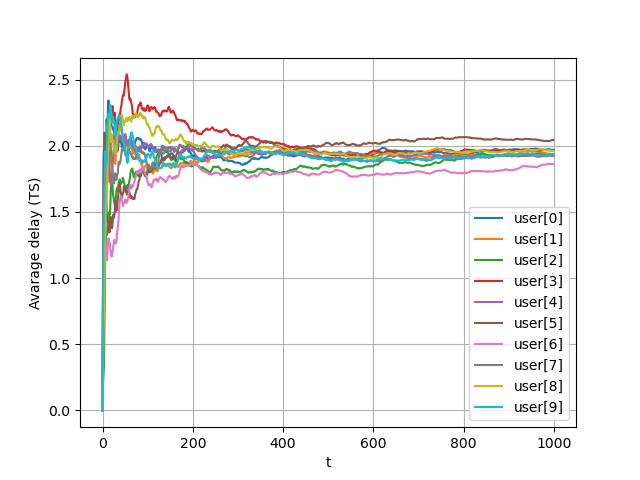 2.5
2.0
1.5
1.0
0.5
0.0
Avarage delay (TS)
user[0]
user[1]
user[2]
user[3]
user[4]
user[5]
user[6]
user[7]
user[8]
user[9]
0 200 400 600 800 1000
t